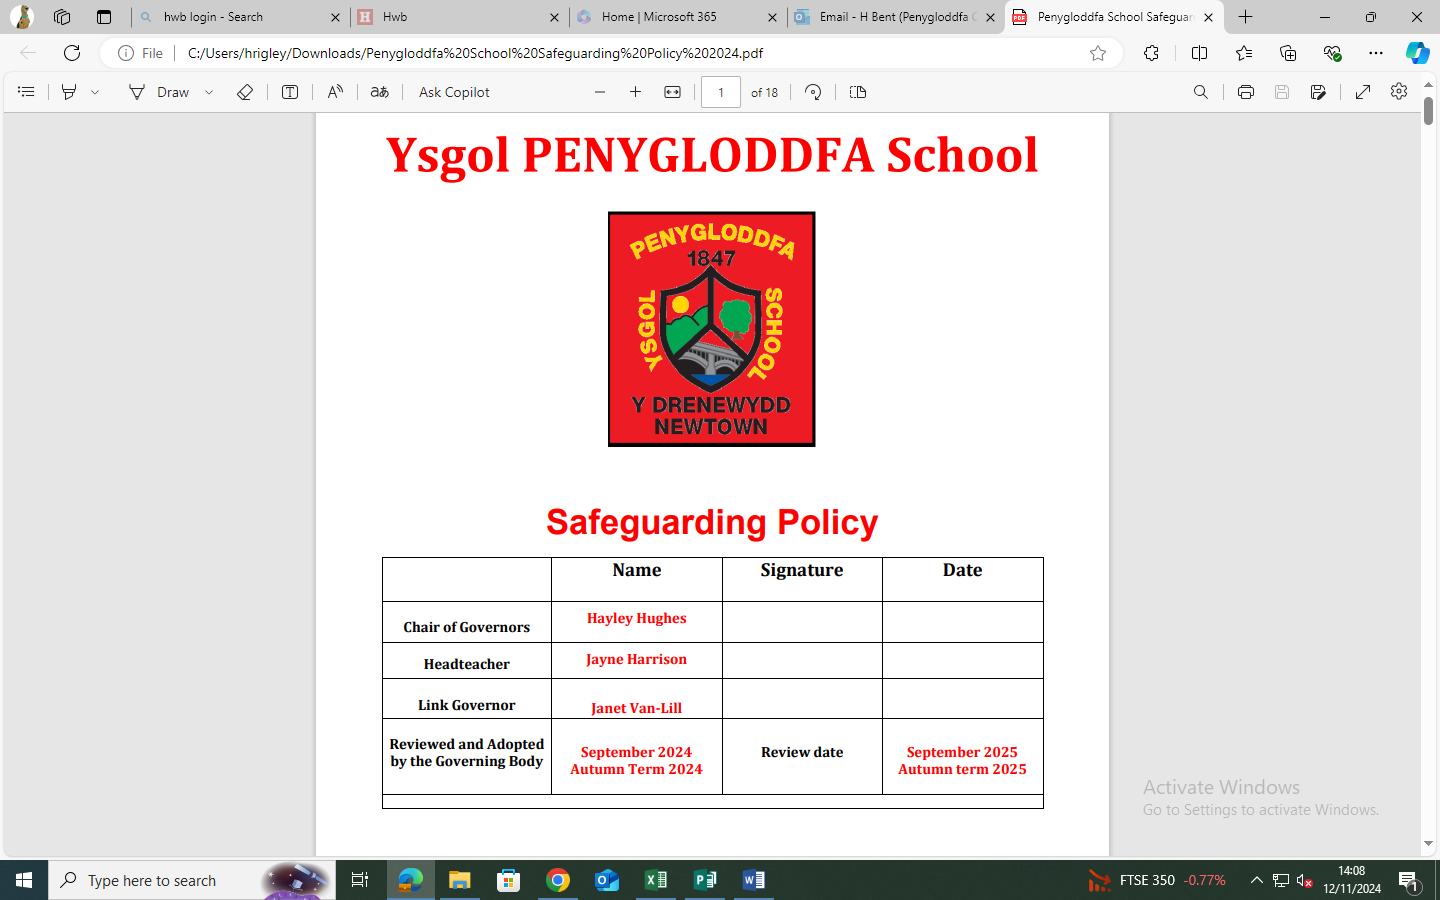 hwb login - Search
Hwb
Home | Microsoft 365
Email - H Bent (Penygloddfa C
Penygloddfa School Safeguar
File
C:/Users/hrigley/Downloads/Penygloddfa%20School%20Safeguarding%20Policy%202024.pdf
Draw
Ask Copilot
1 of 18
Ysgol PENYGLODDFA School
PENYGLODDFA
1847
YSGOL
SCHOOL
Y DRENEWYDD
NEWTOWN
Safeguarding Policy
Name Signature Date
Chair of Governors Hayley Hughes
Headteacher Jayne Harrison
Link Governor Janet Van-Lill
Reviewed and Adopted
by the Governing Body
September 2024
Autumn Term 2024
Review date
September 2025
Autumn term 2025
Activate Windows
Go to Settings to activate Windows.
Type here to search
FTSE 350 -0.77%
14:08
12/11/2024
1